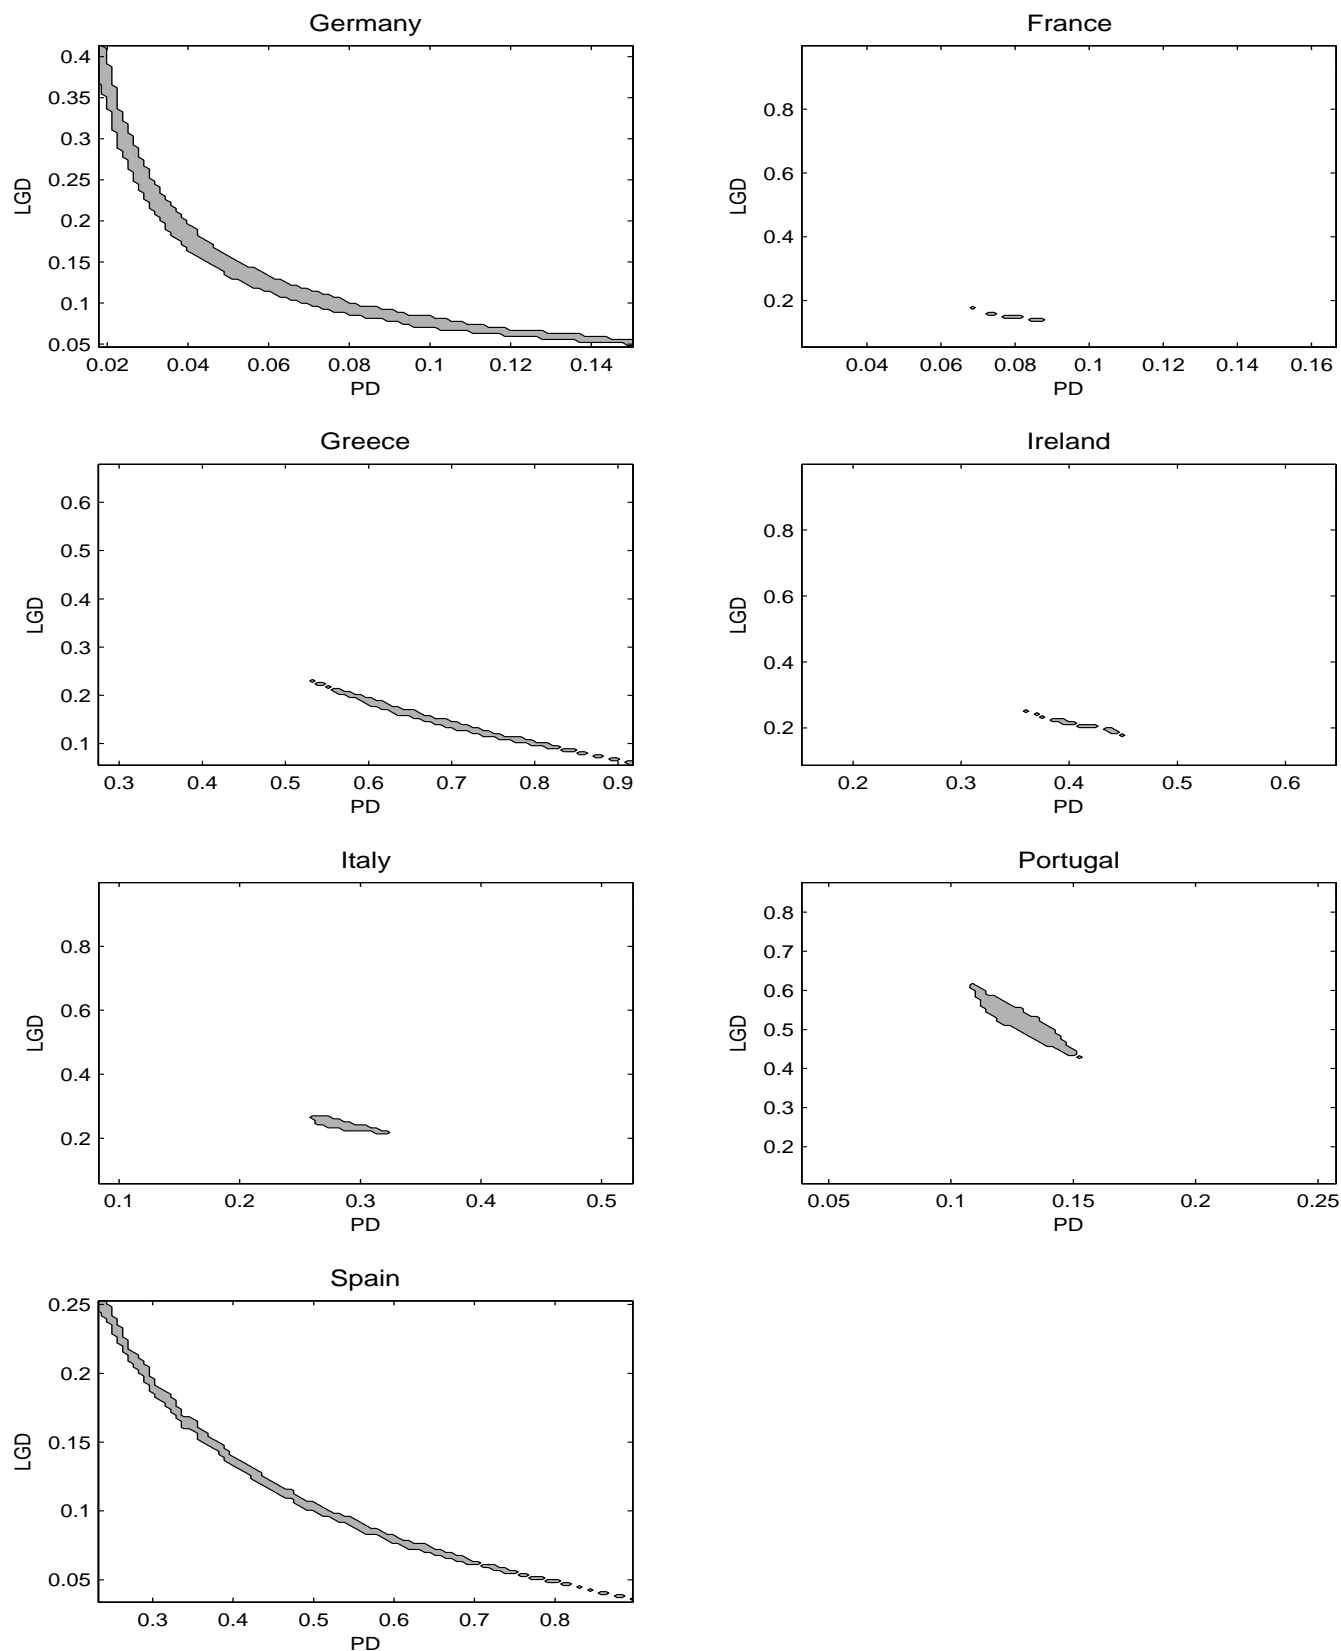 Germany
0.4
0.35
0.3
0.25
0.2
0.15
0.1
0.05
LGD
0.02 0.04 0.06 0.08 0.1 0.12 0.14
PD
France
0.8
0.6
0.4
0.2
LGD
0.04 0.06 0.08 0.1 0.12 0.14 0.16
PD
Greece
0.6
0.5
0.4
0.3
0.2
0.1
LGD
0.3 0.4 0.5 0.6 0.7 0.8 0.9
PD
Ireland
0.8
0.6
0.4
0.2
LGD
0.2 0.3 0.4 0.5 0.6
PD
Italy
0.8
0.6
0.4
0.2
LGD
0.1 0.2 0.3 0.4 0.5
PD
Portugal
0.8
0.7
0.6
0.5
0.4
0.3
0.2
LGD
0.05 0.1 0.15 0.2 0.25
PD
Spain
0.25
0.2
0.15
0.1
0.05
LGD
0.3 0.4 0.5 0.6 0.7 0.8
PD